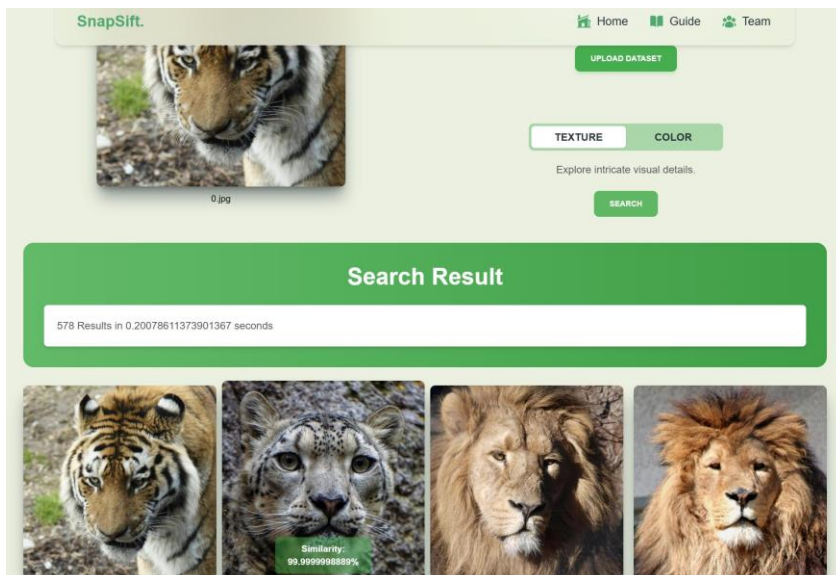 SnapSift.
Home Guide Team
UPLOAD DATASET
TEXTURE COLOR
Explore intricate visual details.
0.jpg
SEARCH
Search Result
578 Results in 0.20078611373901367 seconds
Similarity:
99.9999998889%